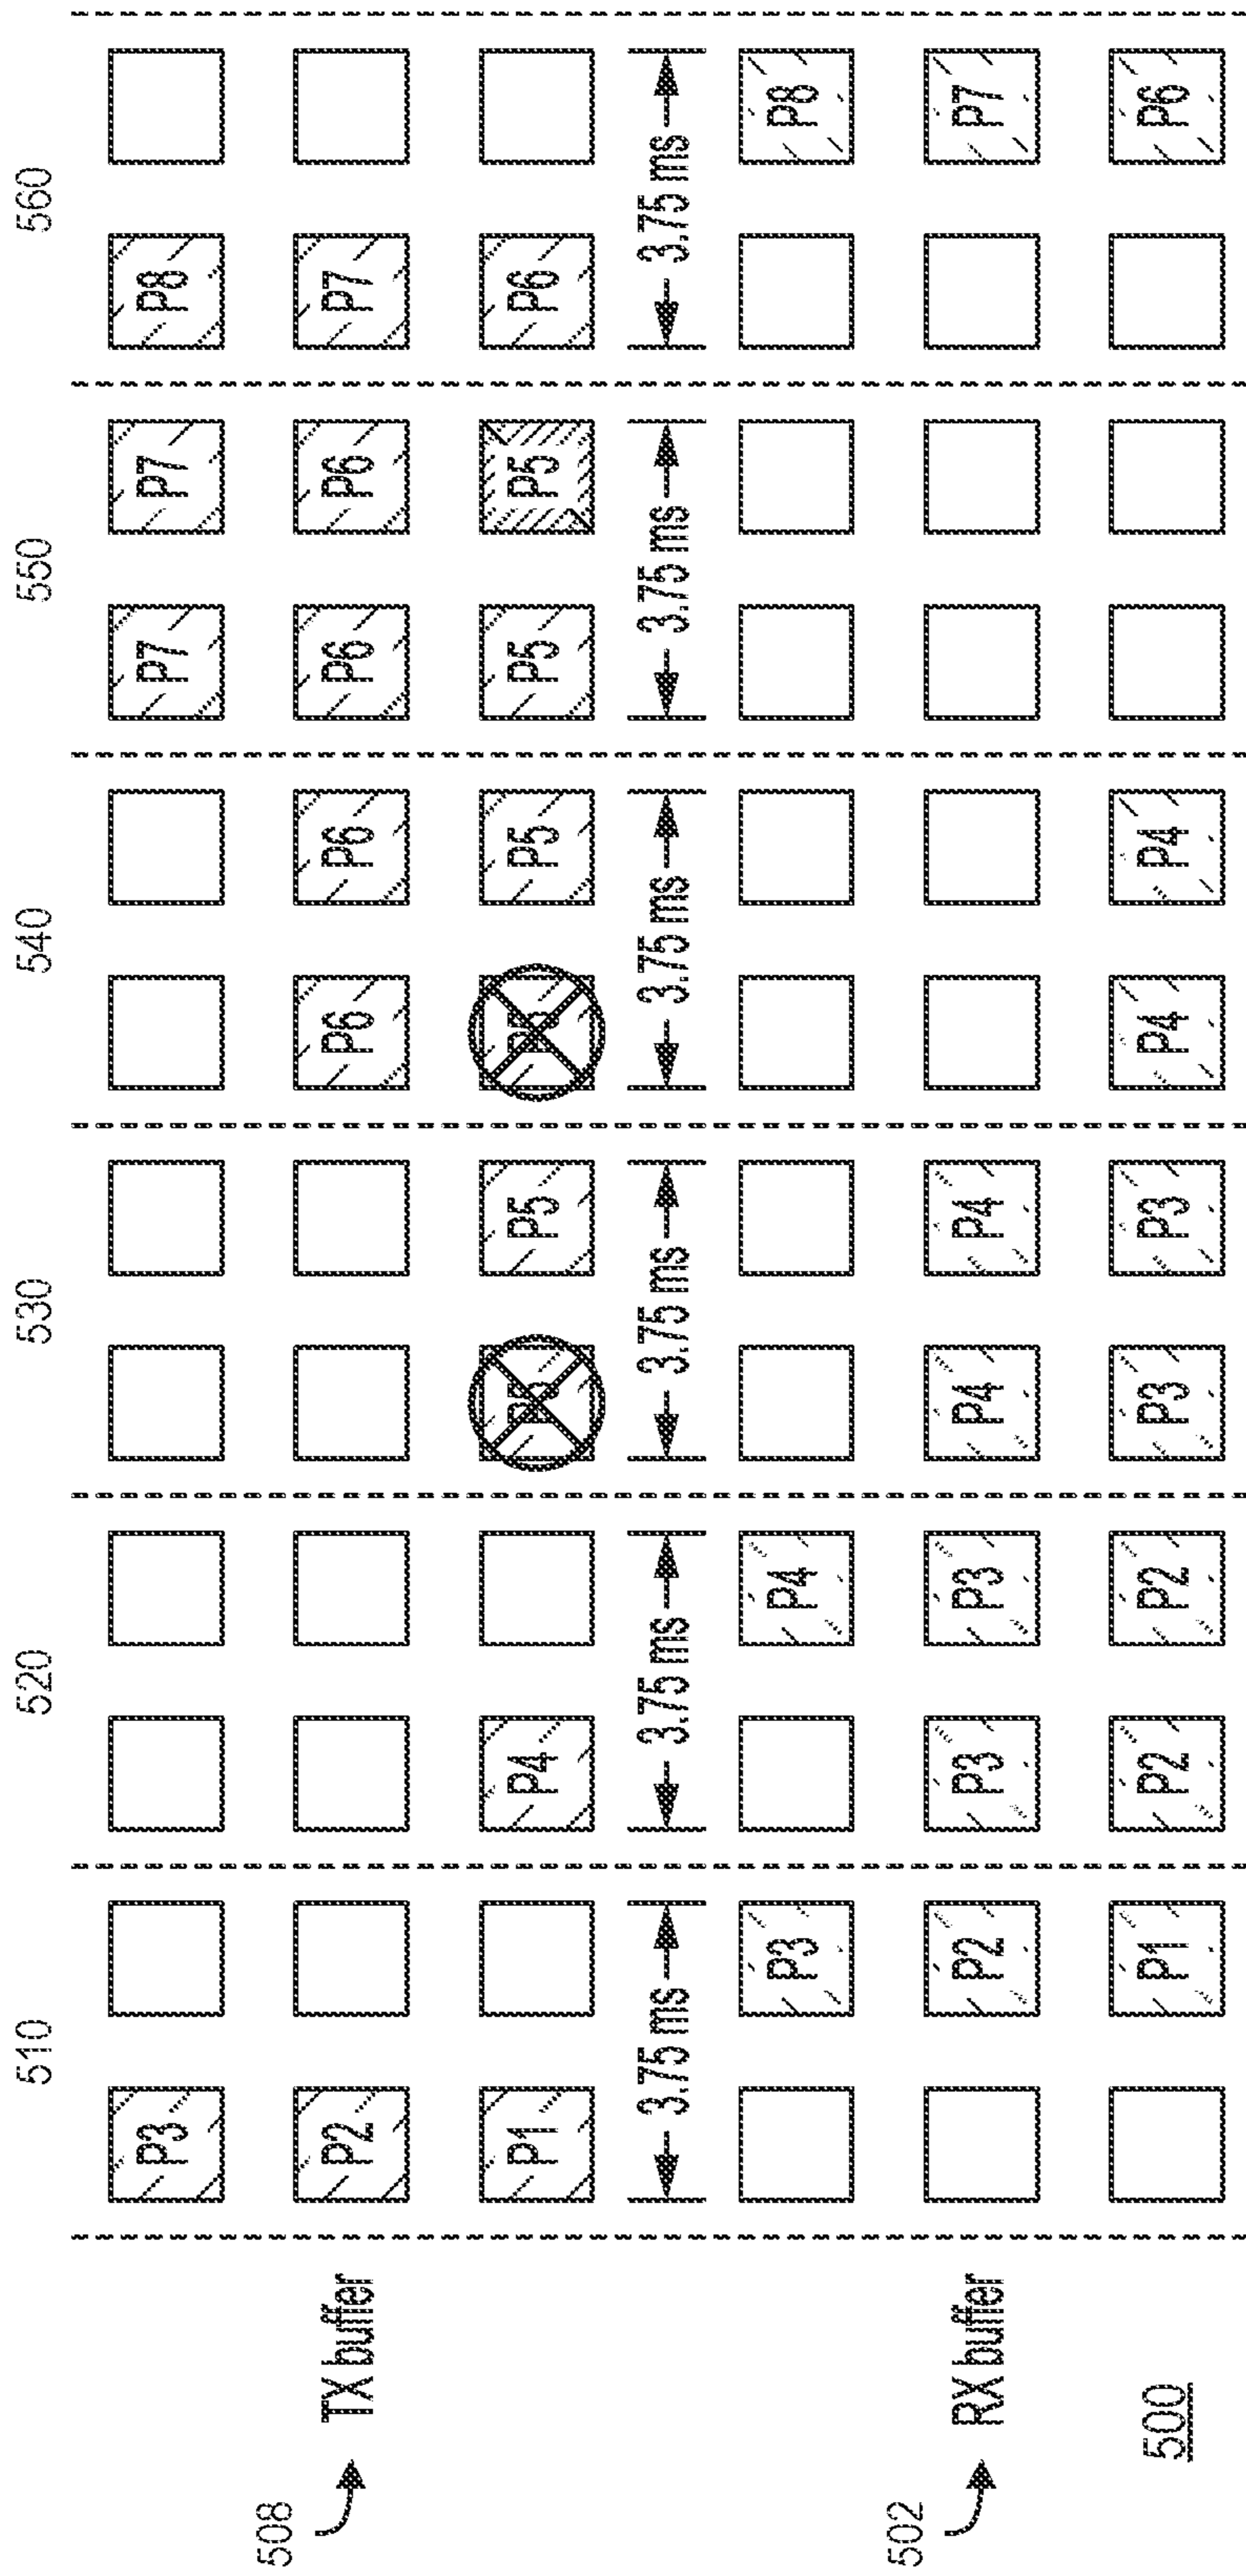 510 520 530 540 550 560
P3 P7 P7 P8
508
TX buffer P2 P6 P6 P6 P6 P7
P1 P4 P5 P5 P5 P5 P5 P5 P6
3.75 ms 3.75 ms 3.75 ms 3.75 ms 3.75 ms 3.75 ms
P3 P4 P8
502
RX buffer P2 P3 P3 P4 P4 P7
P1 P2 P2 P3 P3 P4 P4 P6
500